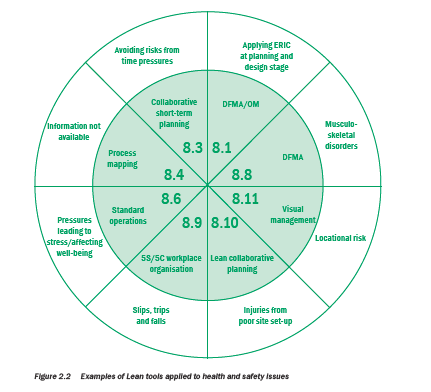 Avoiding risks from
time pressures
Applying ERIC
at planning and
design stage
Collaborative
short-term
planning
DFMA/OM
Information not
available
Musculo-
skeletal
disorders
8.3
8.1
Process
mapping
DFMA
8.4
8.8
8.6
8.11
Standard
operations
Visual
management
Pressures
leading to
stress/affecting
well-being
8.9
8.10
Locational risk
5S/5C workplace
organisation
Lean collaborative
planning
Slips, trips
and falls
Injuries from
poor site set-up
Figure 2.2 Examples of Lean tools applied to health and safety issues